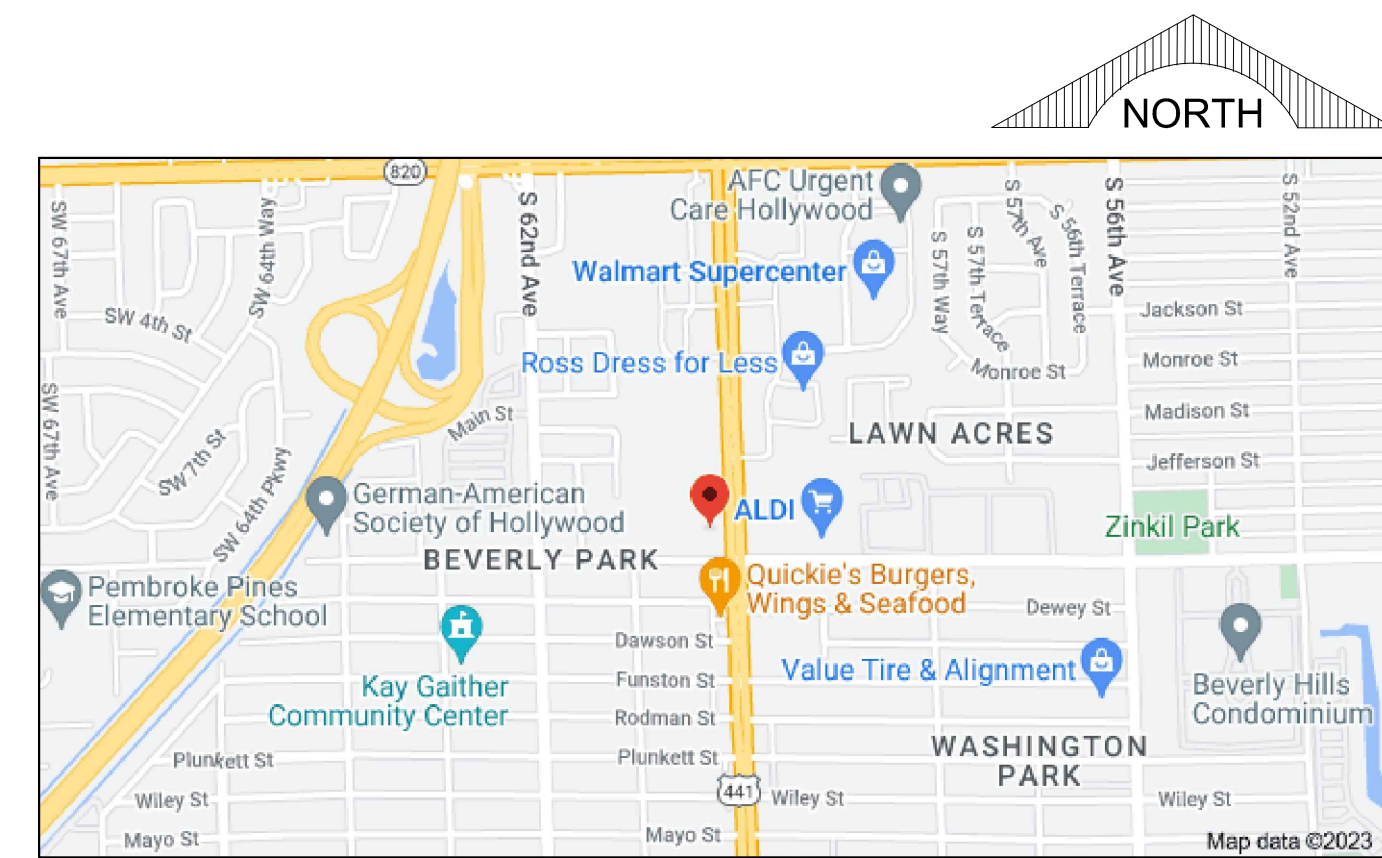 NORTH
820
AFC Urgent
Care Hollywood
SW 67th Ave
SW 64th Way
S 62nd Ave
S 57th Ave
S 56th Terrace
S 56th Ave
S 52nd Ave
Walmart Supercenter
S 57th Way
S 57th Terrace
SW 4th St
Jackson St
Ross Dress for Less
Monroe St
Monroe St
SW 67th Ave
Main St
Madison St
LAWN ACRES
SW 7th St
Jefferson St
SW 64th Pkwy
German-American
Society of Hollywood
ALDI
Zinkil Park
BEVERLY PARK
Pembroke Pines
Elementary School
Quickie's Burgers,
Wings & Seafood
Dewey St
Dawson St
Value Tire & Alignment
Kay Gaither
Community Center
Funston St
Beverly Hills
Condominium
Rodman St
WASHINGTON
PARK
Plunkett St
Plunkett St
441
Wiley St
Wiley St
Wiley St
Mayo St
Mayo St
Map data ©2023